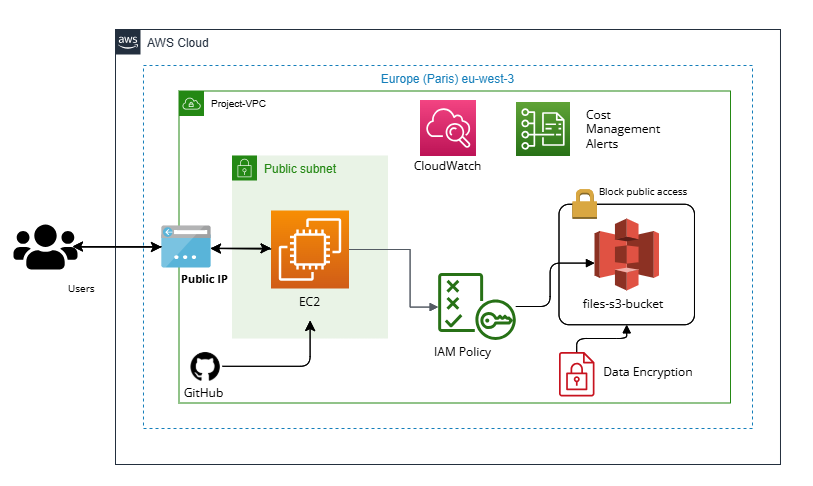 aws
AWS Cloud
Europe (Paris) eu-west-3
Project-VPC
Cost
Management
Alerts
CloudWatch
Public subnet
Block public access
Users
Public IP
EC2
files-s3-bucket
IAM Policy
GitHub
Data Encryption